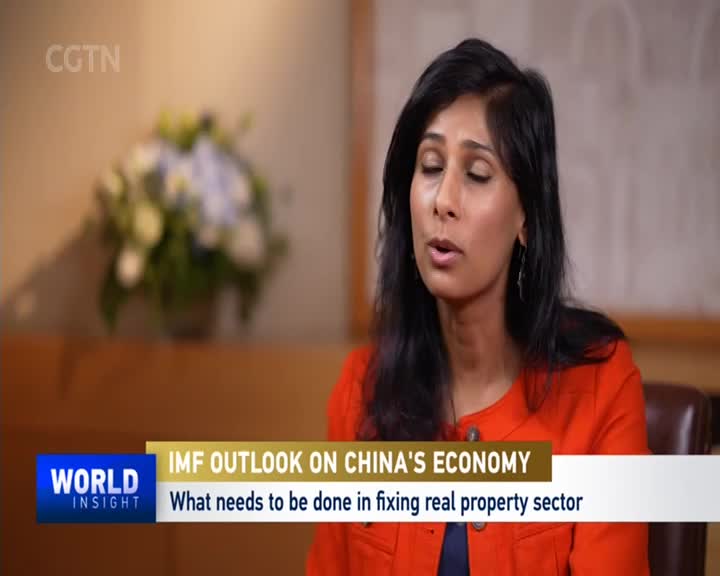 CGTN
IMF OUTLOOK ON CHINA'S ECONOMY
WORLD
INSIGHT
What needs to be done in fixing real property sector